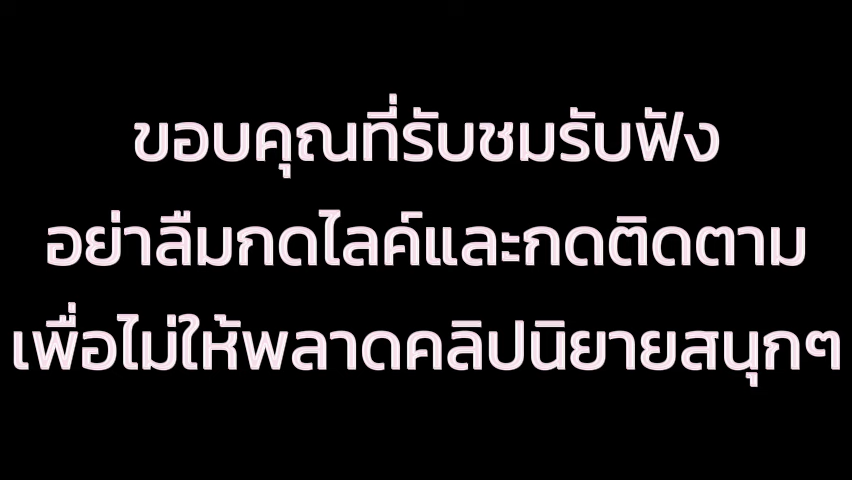 ขอบคุณที่รับชมรับฟัง
อย่าลืมกดไลค์และกดติดตาม
เพื่อไม่ให้พลาดคลิปนิยายสนุกๆ